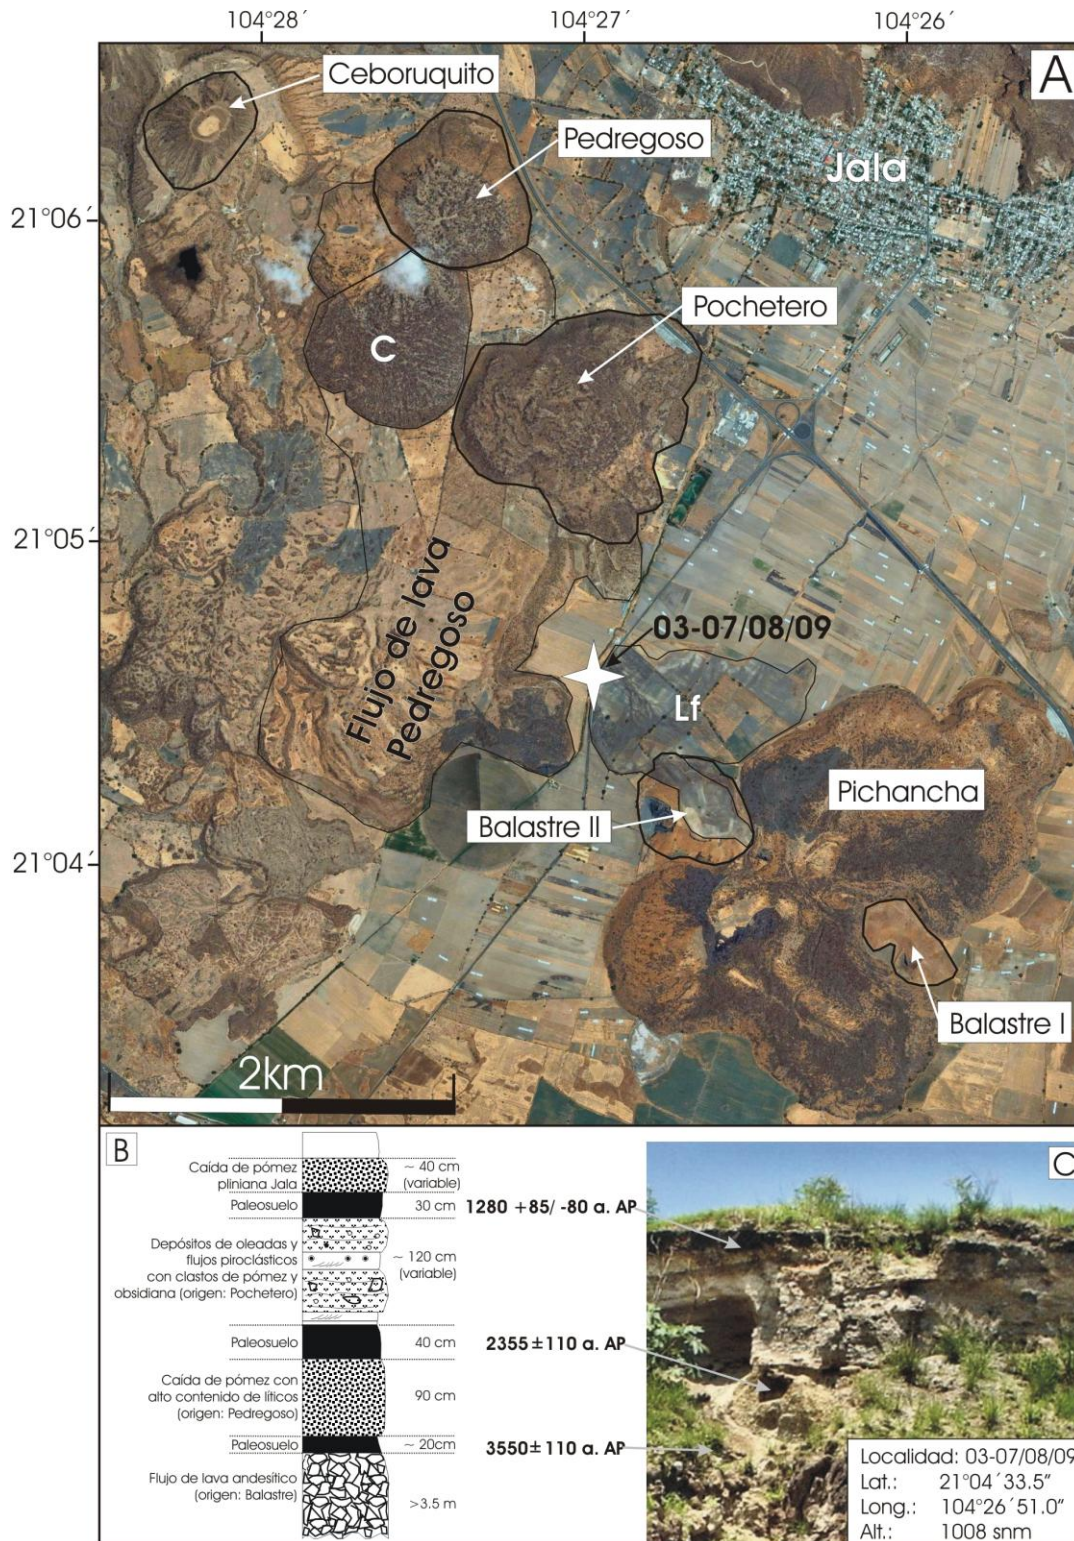 104°28´
104°27´
104°26´
A
Ceboruquito
Pedregoso
Jala
21°06´
Pochetero
C
21°05´
Flujo de lava
Pedregoso
03-07/08/09
Lf
Pichancha
Balastre II
21°04´
Balastre I
2km
B
Caída de pómez
pliniana Jala
~ 40 cm
(variable)
Paleosuelo
30 cm
1280 +85/ -80 a. AP
Depósitos de oleadas y
flujos piroclásticos
con clastos de pómez y
obsidiana (origen: Pochetero)
~ 120 cm
(variable)
Paleosuelo
40 cm
2355±110 a. AP
Caída de pómez con
alto contenido de líticos
(origen: Pedregoso)
90 cm
Paleosuelo
~ 20cm
3550±110 a. AP
Flujo de lava andesítico
(origen: Balastre)
>3.5 m
C
Localidad: 03-07/08/09
Lat.: 21°04´33.5”
Long.: 104°26´51.0”
Alt.: 1008 snm